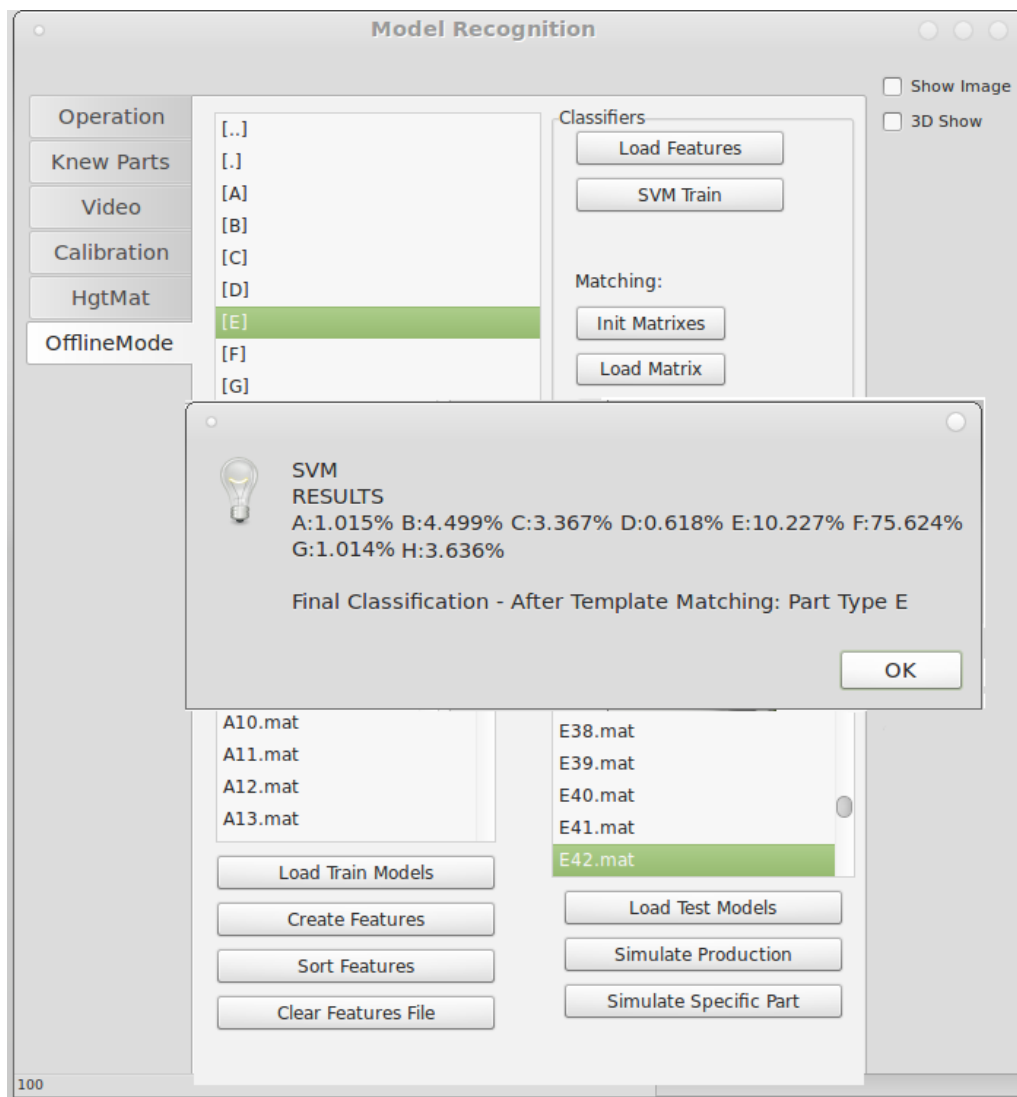 Model Recognition
Show Image
3D Show
Operation
Knew Parts
Video
Calibration
HgtMat
OfflineMode
[..]
[.]
[A]
[B]
[C]
[D]
[E]
[F]
[G]
Classifiers
Load Features
SVM Train
Matching:
Init Matrixes
Load Matrix
SVM
RESULTS
A:1.015% B:4.499% C:3.367% D:0.618% E:10.227% F:75.624%
G:1.014% H:3.636%
Final Classification - After Template Matching: Part Type E
OK
A10.mat
A11.mat
A12.mat
A13.mat
Load Train Models
Create Features
Sort Features
Clear Features File
E38.mat
E39.mat
E40.mat
E41.mat
E42.mat
Load Test Models
Simulate Production
Simulate Specific Part
100